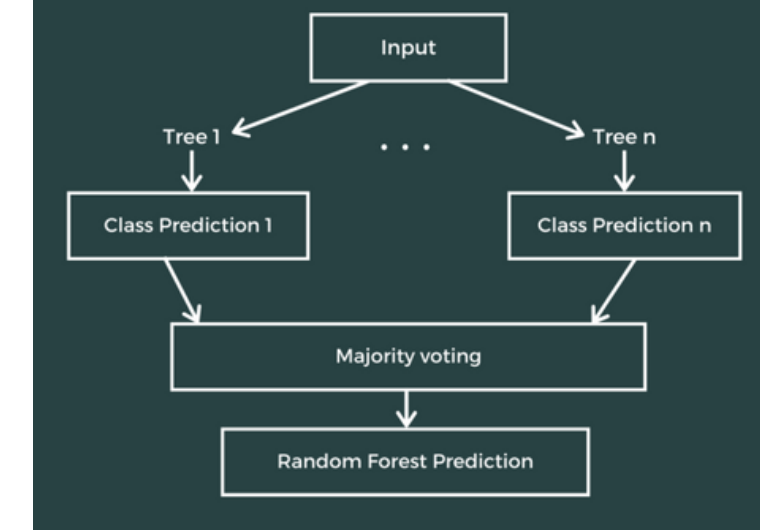 Input
Tree 1
. . .
Tree n
Class Prediction 1
Class Prediction n
Majority voting
Random Forest Prediction